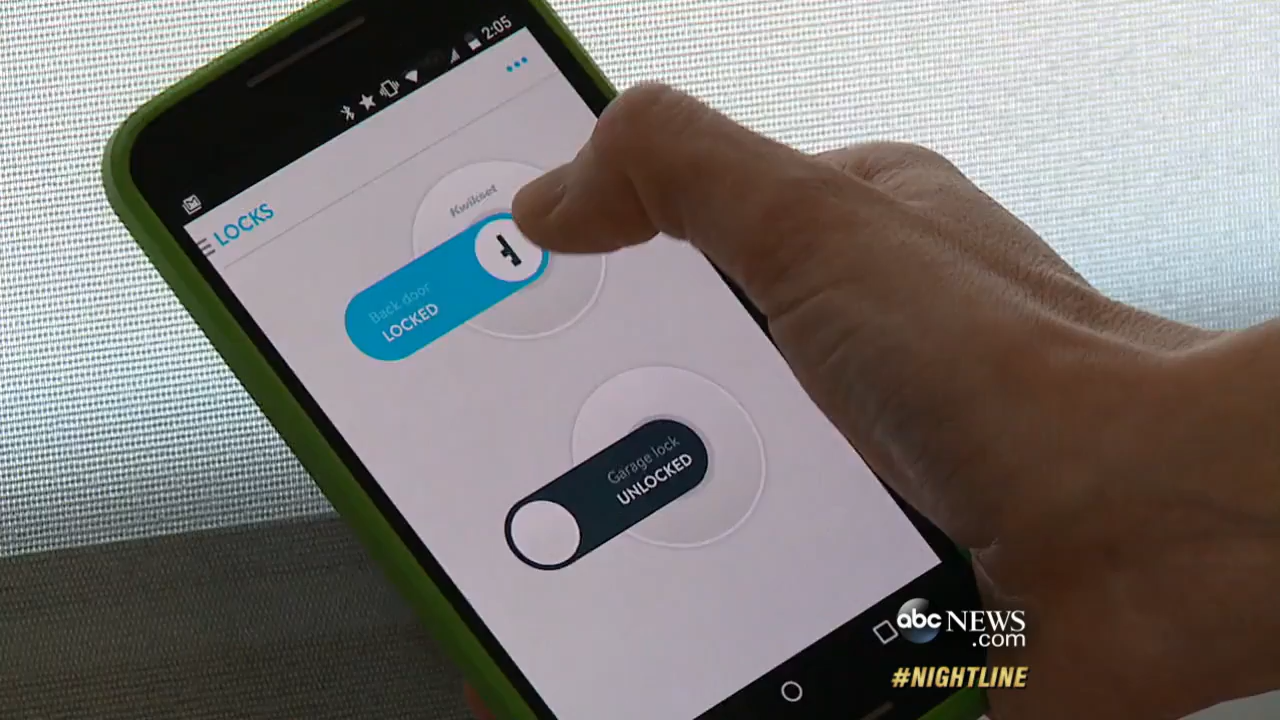 2:05
LOCKS
Kwikset
Back door
LOCKED
Garage lock
UNLOCKED
abc NEWS
.com
#NIGHTLINE